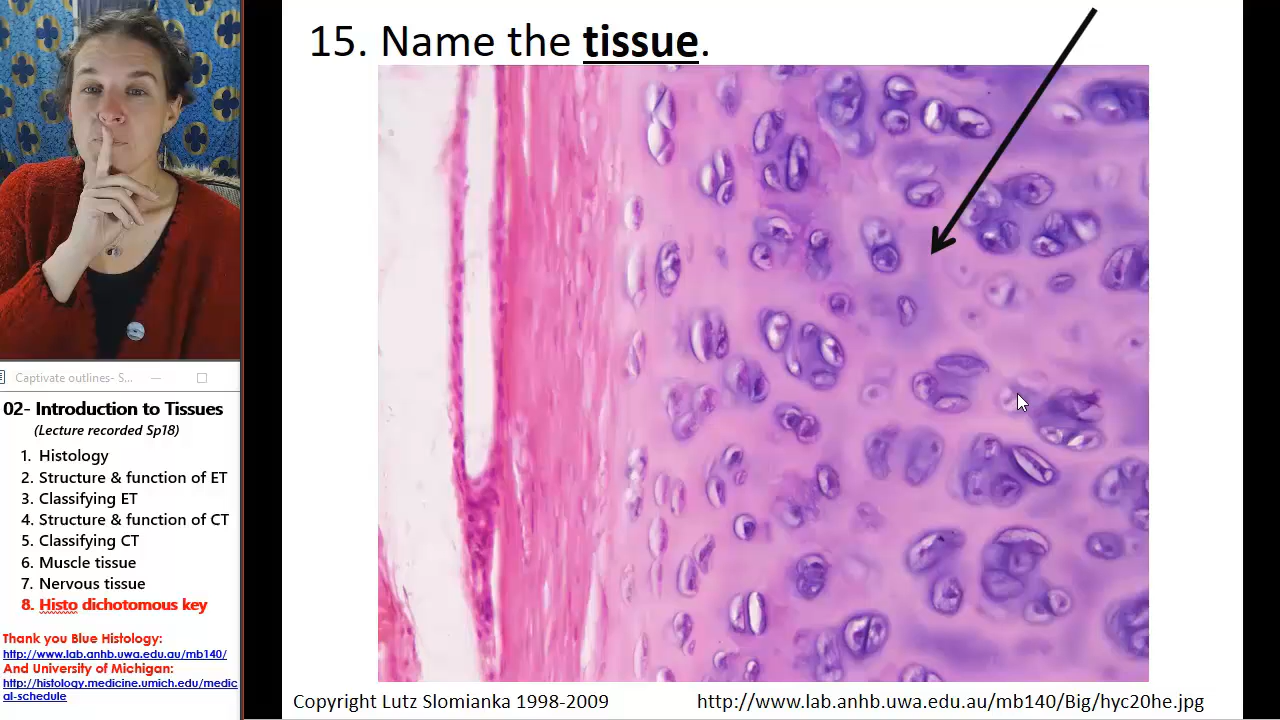 15. Name the tissue.
Captivate outlines- S...
02- Introduction to Tissues
(Lecture recorded Sp18)
1. Histology
2. Structure & function of ET
3. Classifying ET
4. Structure & function of CT
5. Classifying CT
6. Muscle tissue
7. Nervous tissue
8. Histo dichotomous key
Thank you Blue Histology:
http://www.lab.anhb.uwa.edu.au/mb140/
And University of Michigan:
http://histology.medicine.umich.edu/medic
al-schedule
Copyright Lutz Slomianka 1998-2009
http://www.lab.anhb.uwa.edu.au/mb140/Big/hyc20he.jpg